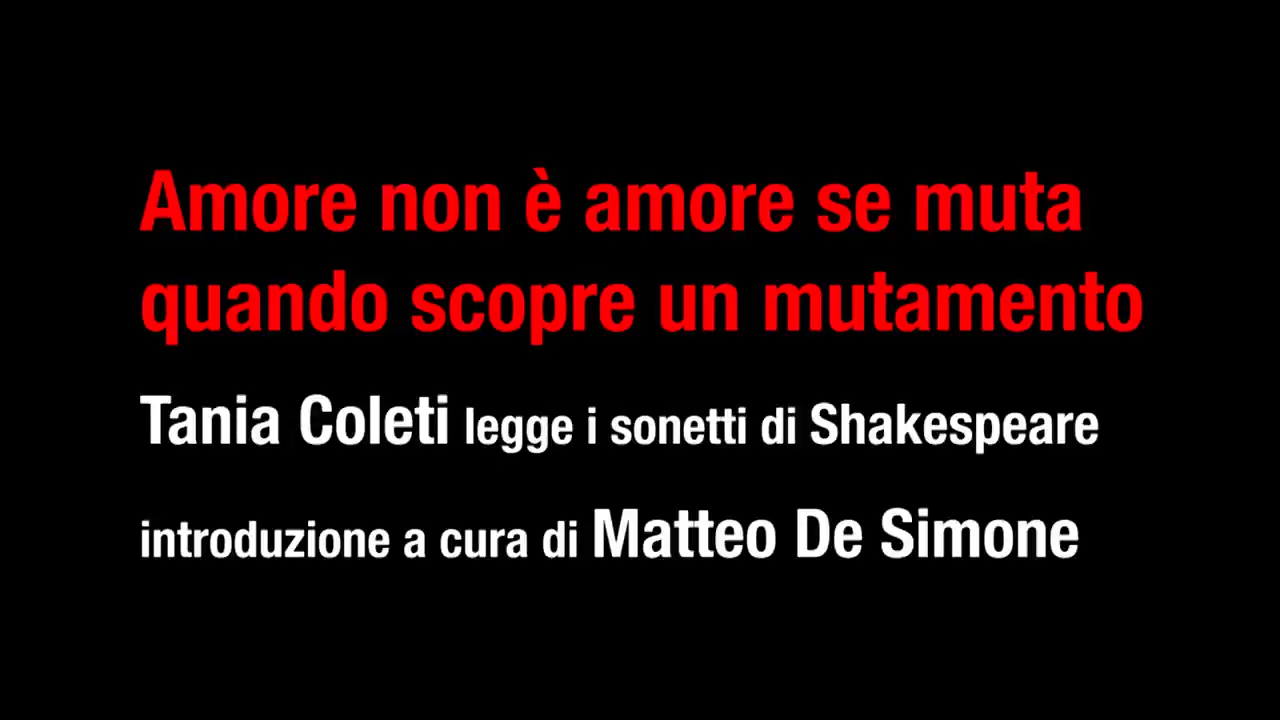 Amore non è amore se muta
quando scopre un mutamento
Tania Coleti legge i sonetti di Shakespeare
introduzione a cura di Matteo De Simone